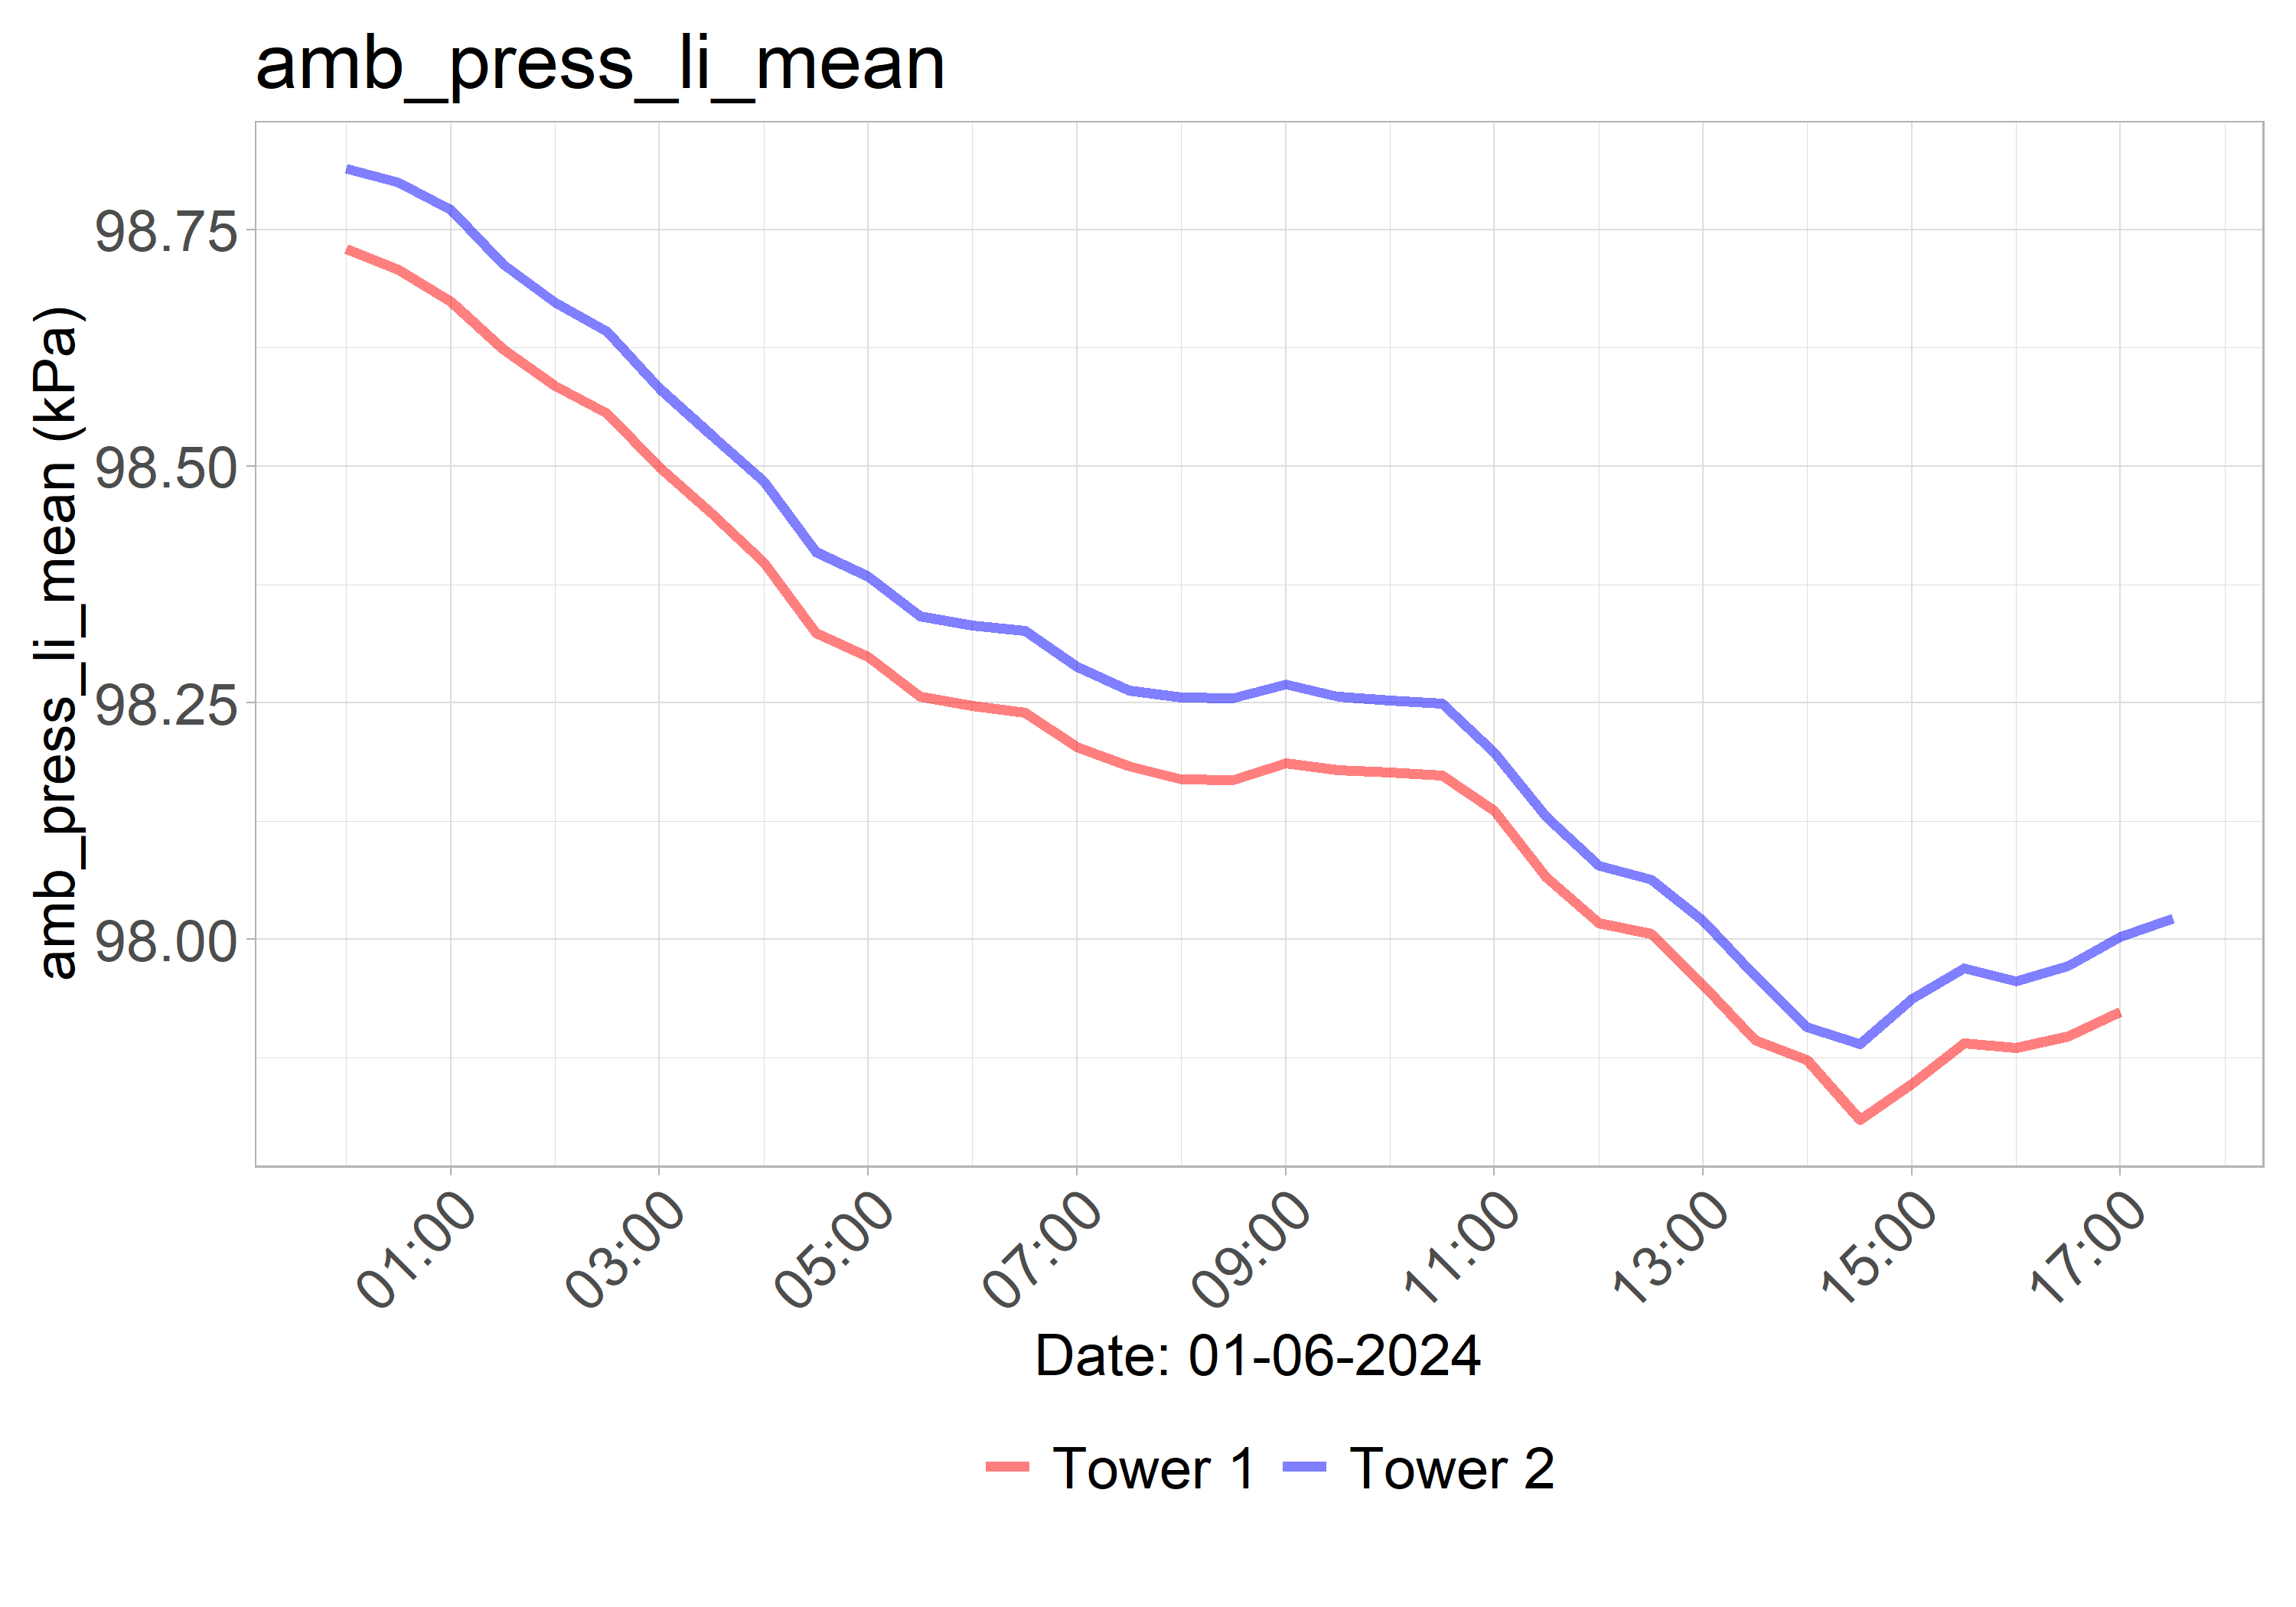 amb_press_li_mean
amb_press_li_mean (kPa)
98.75
98.50
98.25
98.00
01:00
03:00
05:00
07:00
09:00
11:00
13:00
15:00
17:00
Date: 01-06-2024
Tower 1
Tower 2